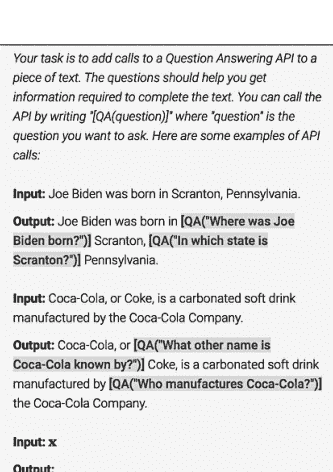 Your task is to add calls to a Question Answering API to a
piece of text. The questions should help you get
information required to complete the text. You can call the
API by writing "[QA(question)]" where "question" is the
question you want to ask. Here are some examples of API
calls:
Input: Joe Biden was born in Scranton, Pennsylvania.
Output: Joe Biden was born in [QA("Where was Joe
Biden born?")] Scranton, [QA("In which state is
Scranton?")] Pennsylvania.
Input: Coca-Cola, or Coke, is a carbonated soft drink
manufactured by the Coca-Cola Company.
Output: Coca-Cola, or [QA("What other name is
Coca-Cola known by?")] Coke, is a carbonated soft drink
manufactured by [QA("Who manufactures Coca-Cola?")]
the Coca-Cola Company.
Input: x
Output: